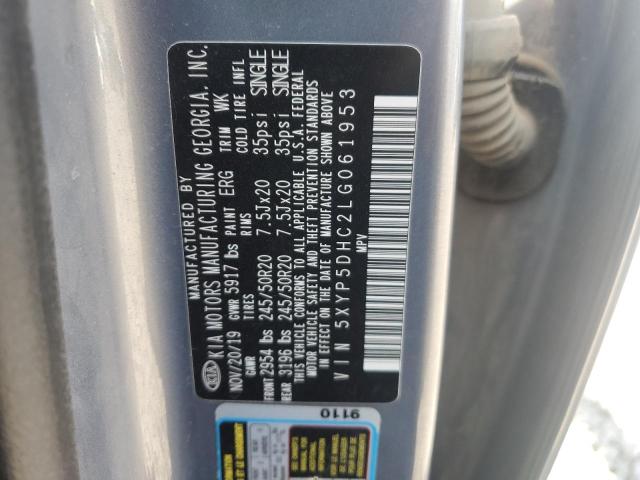 MANUFACTURED BY
KIA KIA MOTORS MANUFACTURING GEORGIA, INC.
NOV/20/19 GVWR 5917 lbs PAINT ERG TRIM WK
GAWR TIRES RIMS COLD TIRE INFL
FRONT 2954 lbs 245/50R20 7.5Jx20 35psi SINGLE
REAR 3196 lbs 245/50R20 7.5Jx20 35psi SINGLE
THIS VEHICLE CONFORMS TO ALL APPLICABLE U.S.A. FEDERAL
MOTOR VEHICLE SAFETY AND THEFT PREVENTION STANDARDS
IN EFFECT ON THE DATE OF MANUFACTURE SHOWN ABOVE
VIN 5XYP5DHC2LG061953
MPV
9110